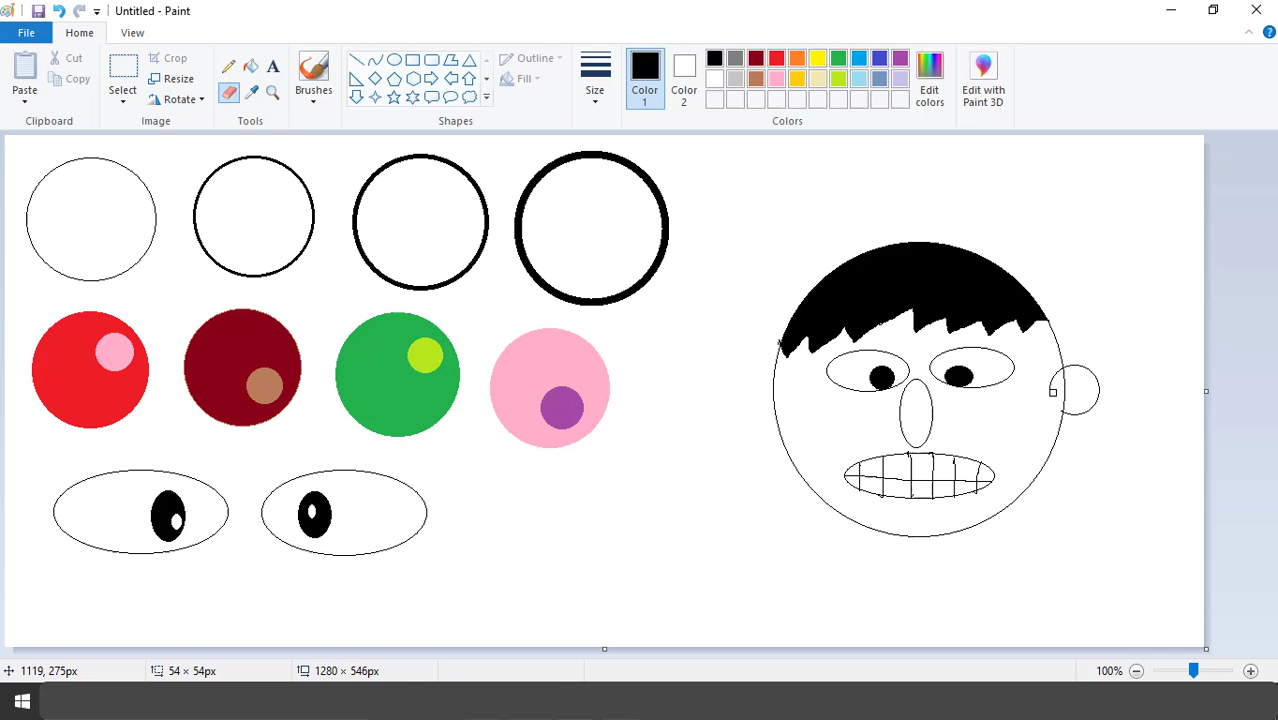 Untitled - Paint
File
Home
View
Paste
Cut
Copy
Clipboard
Select
Crop
Resize
Rotate
Image
A
Tools
Brushes
Outline
Fill
Shapes
Size
Color 1
Color 2
Edit colors
Colors
Edit with Paint 3D
1119, 275px
54 × 54px
1280 × 546px
100%